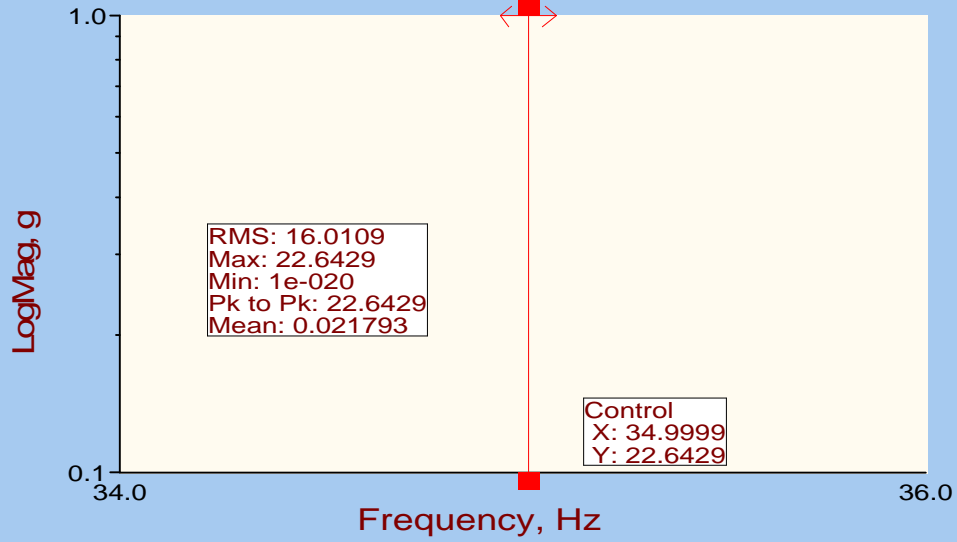 1.0
LogMag, g
RMS: 16.0109
Max: 22.6429
Min: 1e-020
Pk to Pk: 22.6429
Mean: 0.021793
Control
X: 34.9999
Y: 22.6429
0.1
34.0
36.0
Frequency, Hz